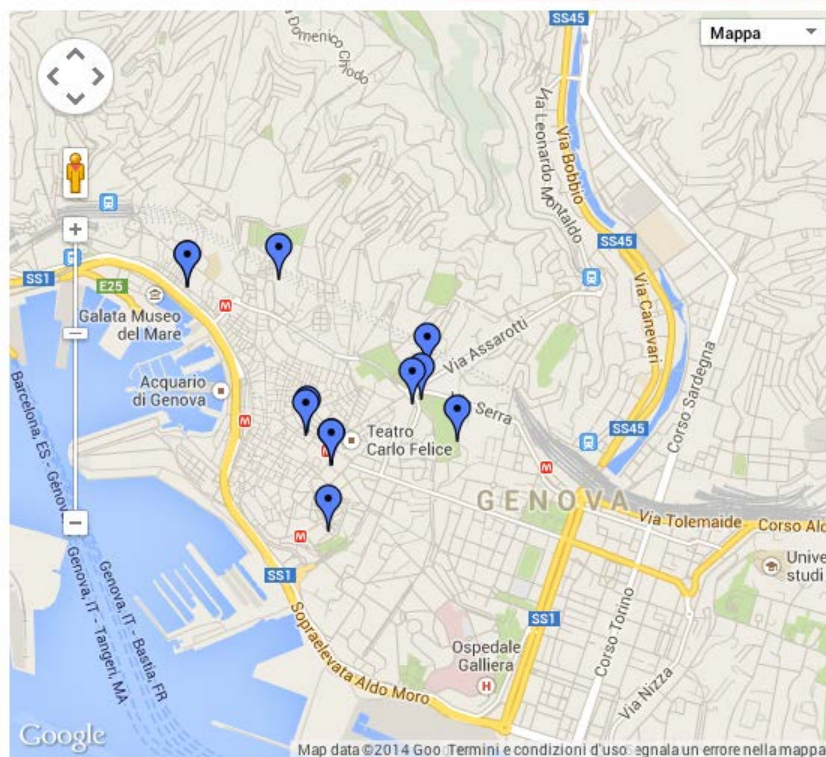 SS45
Mappa
Domenico Chiodo
Via Leonardo Montaldo
Via Bobbio
SS45
SS1
E25
M
Galata Museo
del Mare
Via Canevari
Via Assarotti
Corso Sardegna
Acquario
di Genova
M
Serra
SS45
Teatro
Carlo Felice
M
M
GENOVA
Via Tolemaide
Corso Al
M
Unive
studi
SS1
SS1
Barcelona, ES - Genov
Genova, IT - Tangeri, MA
Genova, IT - Bastia, FR
Sopraelevata Aldo Moro
Ospedale
Galliera
H
Corso Torino
Via Nizza
Google
Map data ©2014 Goo Termini e condizioni d'uso egnala un errore nella mappa